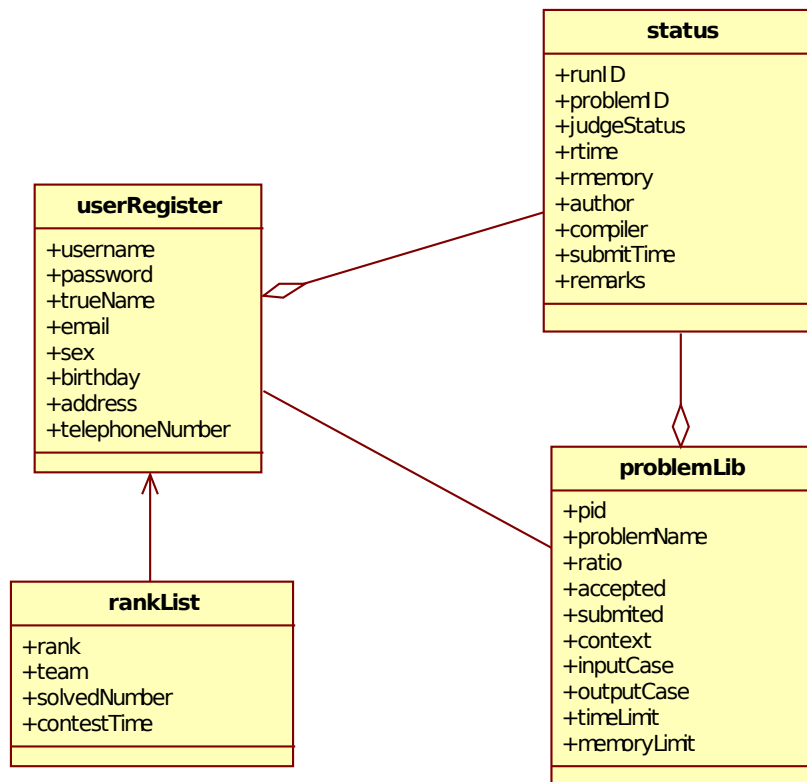 status
+runID
+problemID
+judgeStatus
+rtime
+rmemory
+author
+compiler
+submitTime
+remarks
userRegister
+username
+password
+trueName
+email
+sex
+birthday
+address
+telephoneNumber
problemLib
+pid
+problemName
+ratio
+accepted
+submited
+context
+inputCase
+outputCase
+timeLimit
+memoryLimit
rankList
+rank
+team
+solvedNumber
+contestTime